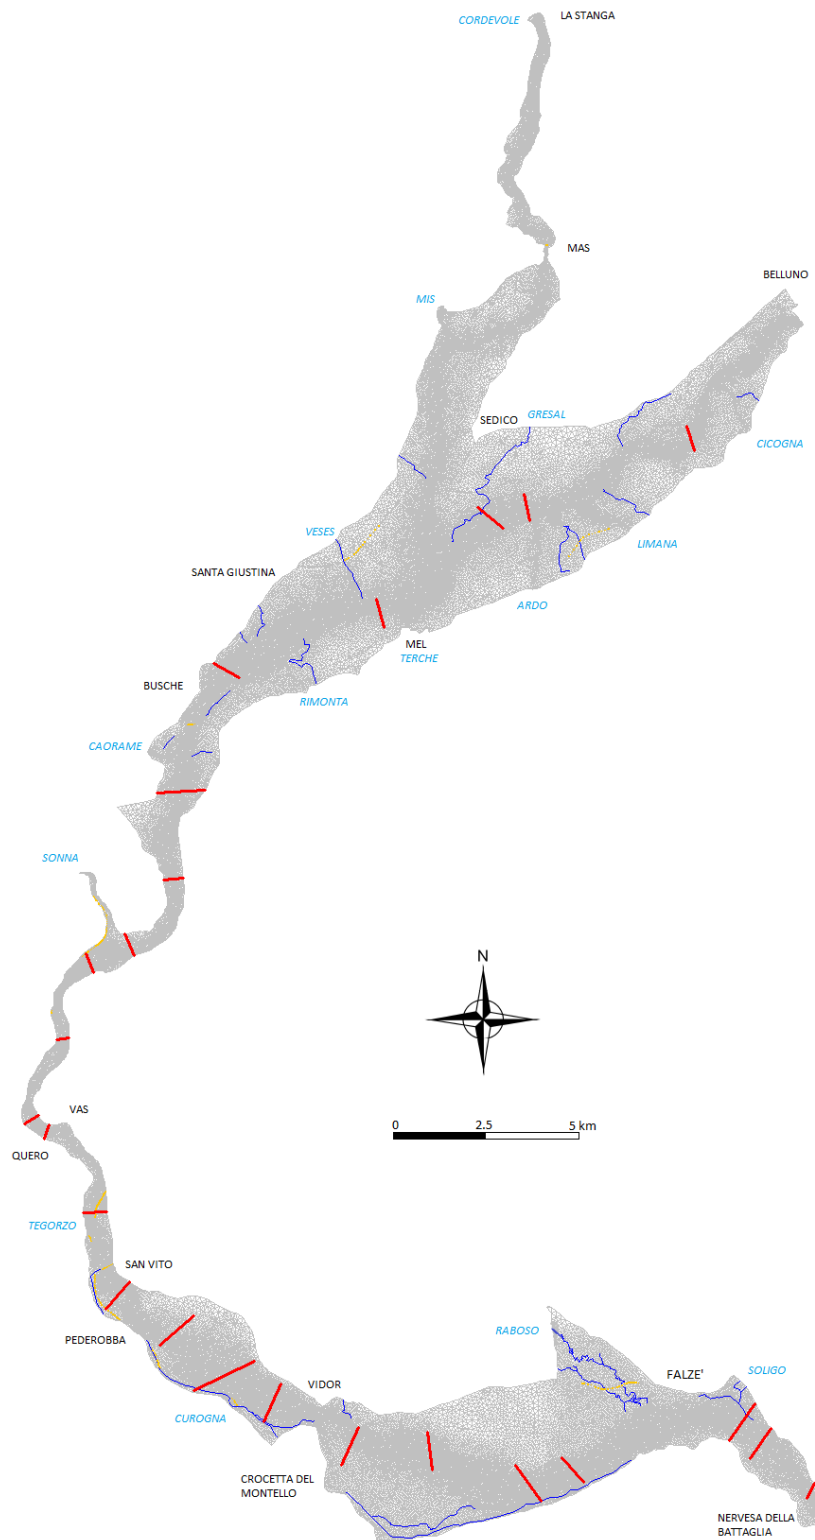 CORDEVOLE
LA STANGA
MAS
BELLUNO
MIS
SEDICO
GRESAL
CICOGNA
VESES
LIMANA
SANTA GIUSTINA
ARDO
MEL
TERCHE
BUSCHE
RIMONTA
CAORAME
SONNA
N
VAS
0 2.5 5 km
QUERO
TEGORZO
SAN VITO
PEDEROBBA
RABOSO
FALZE'
SOLIGO
VIDOR
CUROGNA
CROCETTA DEL
MONTELLO
NERVESA DELLA
BATTAGLIA